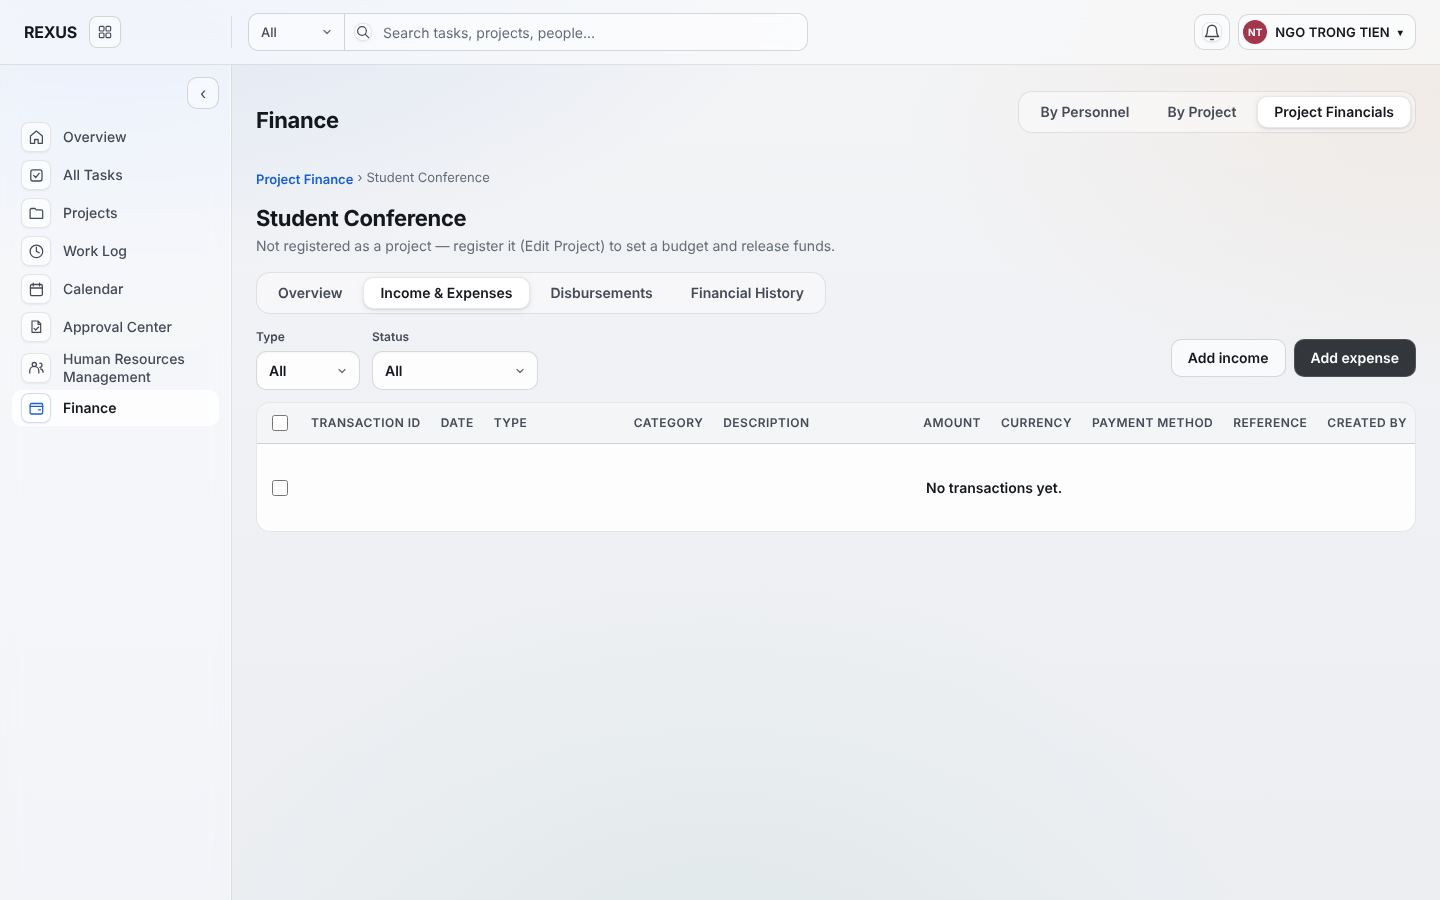 REXUS
All
Search tasks, projects, people...
NT NGO TRONG TIEN ▾
‹
Overview
All Tasks
Projects
Work Log
Calendar
Approval Center
Human Resources
Management
Finance
Finance
By Personnel By Project Project Financials
Project Finance › Student Conference
Student Conference
Not registered as a project — register it (Edit Project) to set a budget and release funds.
Overview Income & Expenses Disbursements Financial History
Type Status
All All
Add income Add expense
TRANSACTION ID DATE TYPE CATEGORY DESCRIPTION AMOUNT CURRENCY PAYMENT METHOD REFERENCE CREATED BY
No transactions yet.